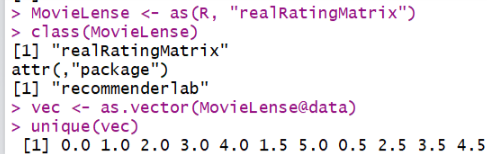 > MovieLense <- as(R, "realRatingMatrix")
> class(MovieLense)
[1] "realRatingMatrix"
attr(,"package")
[1] "recommenderlab"
> vec <- as.vector(MovieLense@data)
> unique(vec)
 [1] 0.0 1.0 2.0 3.0 4.0 1.5 5.0 0.5 2.5 3.5 4.5